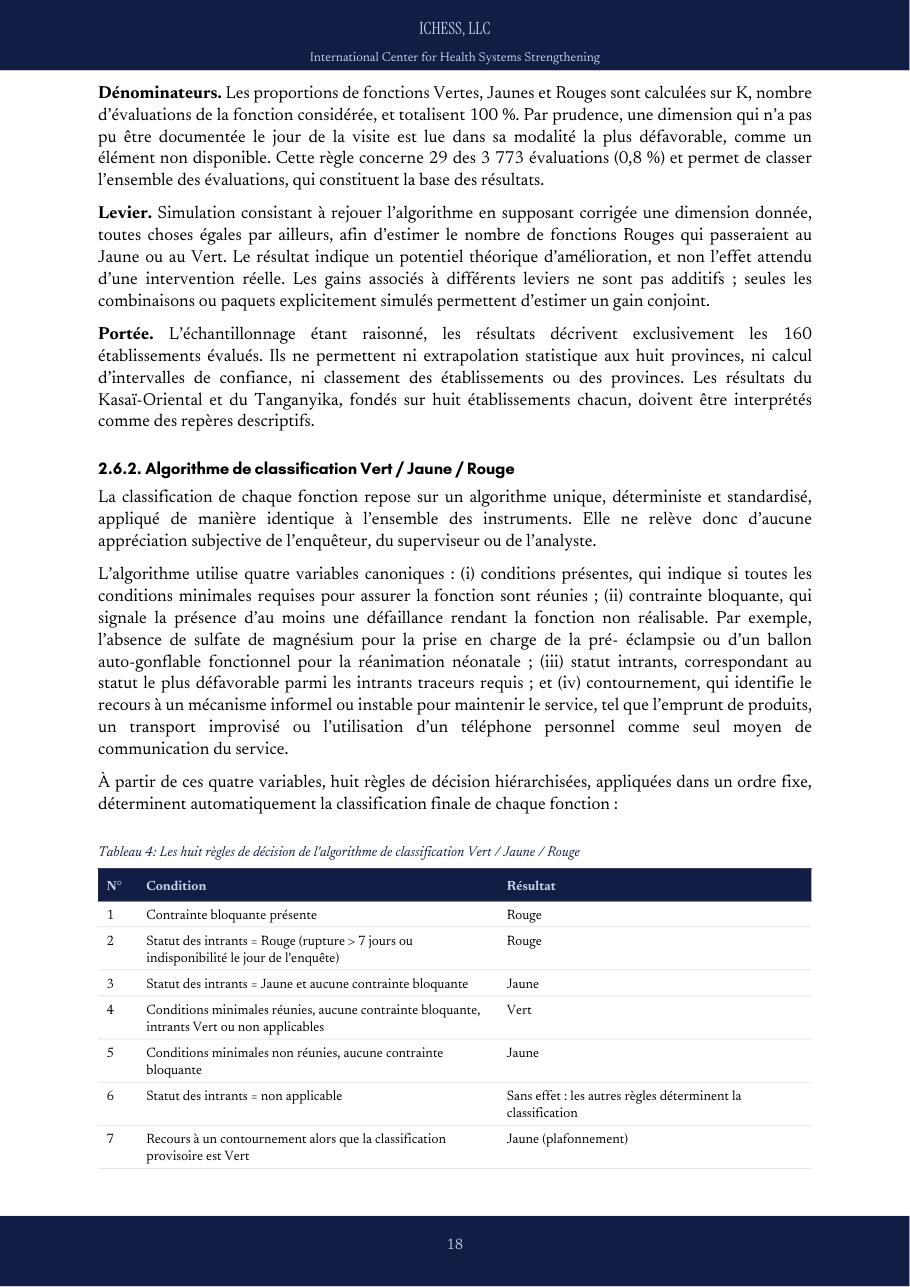 ICHESS, LLC
International Center for Health Systems Strengthening
Dénominateurs. Les proportions de fonctions Vertes, Jaunes et Rouges sont calculées sur K, nombre
d’évaluations de la fonction considérée, et totalisent 100 %. Par prudence, une dimension qui n’a pas
pu être documentée le jour de la visite est lue dans sa modalité la plus défavorable, comme un
élément non disponible. Cette règle concerne 29 des 3 773 évaluations (0,8 %) et permet de classer
l’ensemble des évaluations, qui constituent la base des résultats.
Levier. Simulation consistant à rejouer l’algorithme en supposant corrigée une dimension donnée,
toutes choses égales par ailleurs, afin d’estimer le nombre de fonctions Rouges qui passeraient au
Jaune ou au Vert. Le résultat indique un potentiel théorique d’amélioration, et non l’effet attendu
d’une intervention réelle. Les gains associés à différents leviers ne sont pas additifs ; seules les
combinaisons ou paquets explicitement simulés permettent d’estimer un gain conjoint.
Portée. L’échantillonnage étant raisonné, les résultats décrivent exclusivement les 160
établissements évalués. Ils ne permettent ni extrapolation statistique aux huit provinces, ni calcul
d’intervalles de confiance, ni classement des établissements ou des provinces. Les résultats du
Kasaï-Oriental et du Tanganyika, fondés sur huit établissements chacun, doivent être interprétés
comme des repères descriptifs.
2.6.2. Algorithme de classification Vert / Jaune / Rouge
La classification de chaque fonction repose sur un algorithme unique, déterministe et standardisé,
appliqué de manière identique à l’ensemble des instruments. Elle ne relève donc d’aucune
appréciation subjective de l’enquêteur, du superviseur ou de l’analyste.
L’algorithme utilise quatre variables canoniques : (i) conditions présentes, qui indique si toutes les
conditions minimales requises pour assurer la fonction sont réunies ; (ii) contrainte bloquante, qui
signale la présence d’au moins une défaillance rendant la fonction non réalisable. Par exemple,
l’absence de sulfate de magnésium pour la prise en charge de la pré- éclampsie ou d’un ballon
auto-gonflable fonctionnel pour la réanimation néonatale ; (iii) statut intrants, correspondant au
statut le plus défavorable parmi les intrants traceurs requis ; et (iv) contournement, qui identifie le
recours à un mécanisme informel ou instable pour maintenir le service, tel que l’emprunt de produits,
un transport improvisé ou l’utilisation d’un téléphone personnel comme seul moyen de
communication du service.
À partir de ces quatre variables, huit règles de décision hiérarchisées, appliquées dans un ordre fixe,
déterminent automatiquement la classification finale de chaque fonction :
Tableau 4: Les huit règles de décision de l'algorithme de classification Vert / Jaune / Rouge
N° Condition Résultat
1 Contrainte bloquante présente Rouge
2 Statut des intrants = Rouge (rupture > 7 jours ou Rouge
indisponibilité le jour de l'enquête)
3 Statut des intrants = Jaune et aucune contrainte bloquante Jaune
4 Conditions minimales réunies, aucune contrainte bloquante, Vert
intrants Vert ou non applicables
5 Conditions minimales non réunies, aucune contrainte Jaune
bloquante
6 Statut des intrants = non applicable Sans effet : les autres règles déterminent la
classification
7 Recours à un contournement alors que la classification Jaune (plafonnement)
provisoire est Vert
18